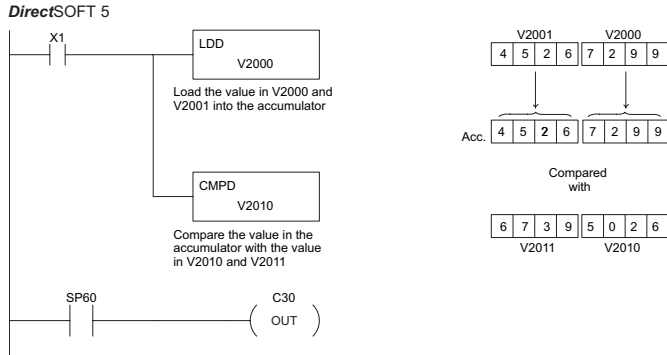 DirectSOFT 5
X1
LDD
V2000
Load the value in V2000 and
V2001 into the accumulator
CMPD
V2010
Compare the value in the
accumulator with the value
in V2010 and V2011
SP60
C30
OUT
V2001 V2000
4 5 2 6 7 2 9 9
Acc. 4 5 2 6 7 2 9 9
Compared
with
6 7 3 9 5 0 2 6
V2011 V2010